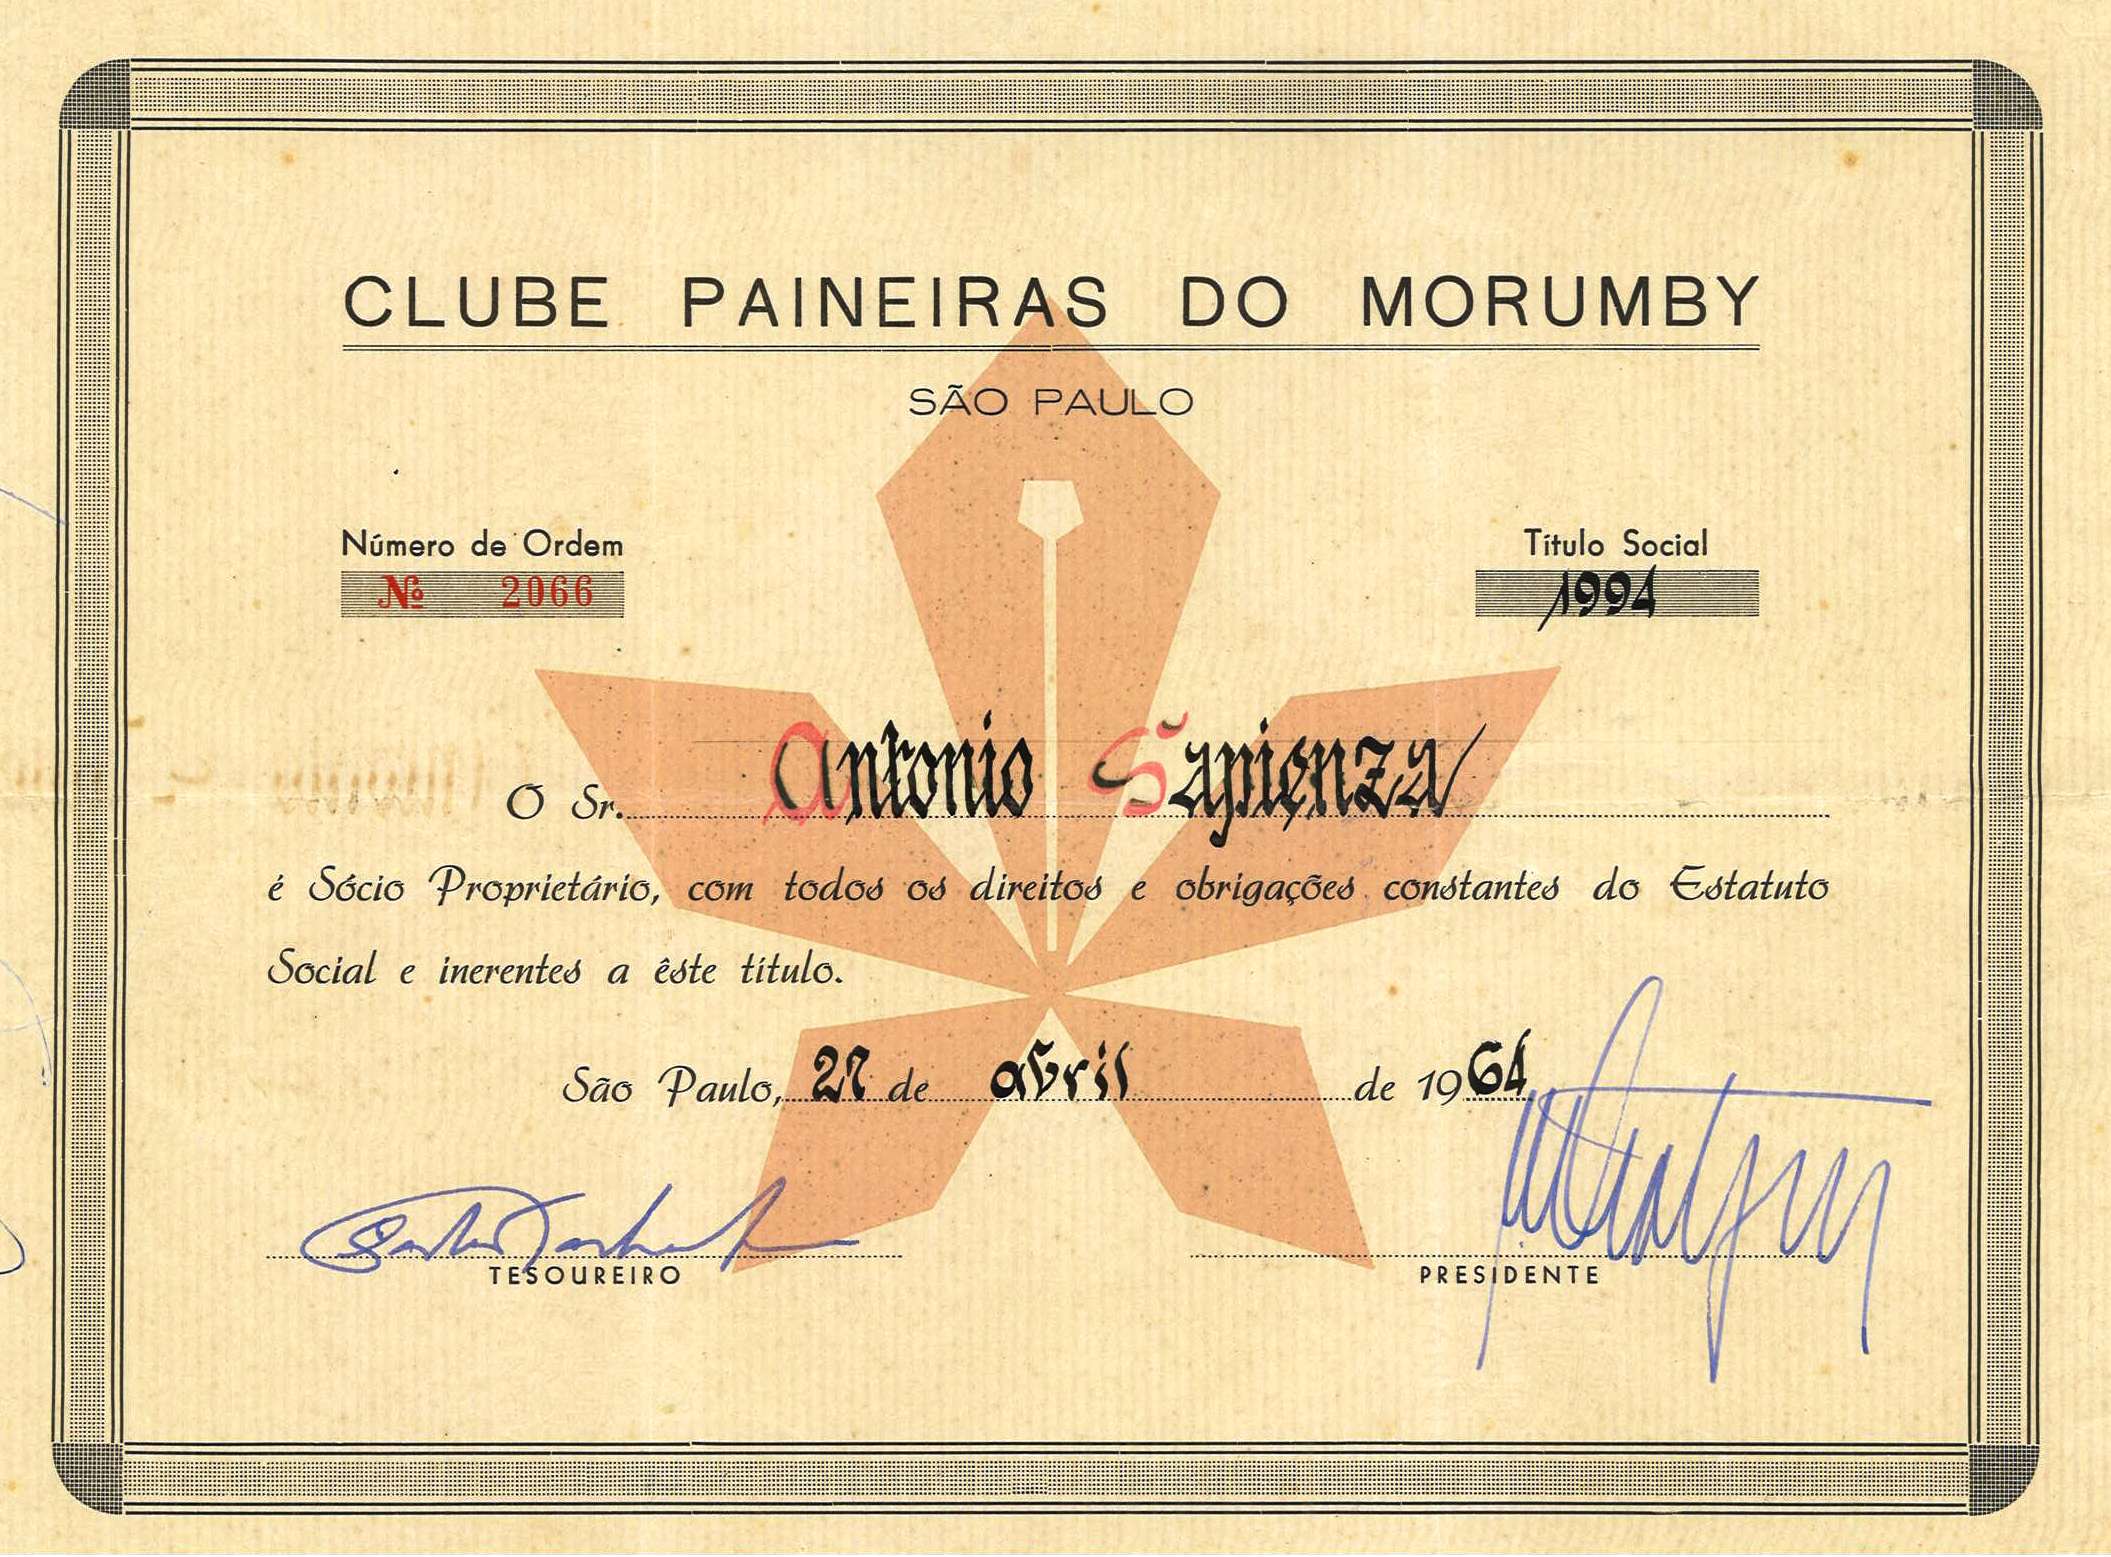 CLUBE PAINEIRAS DO MORUMBY
SÃO PAULO
Número de Ordem
Nº 2066
Título Social
1994
O Sr. Antonio Sapienza
é Sócio Proprietário, com todos os direitos e obrigações constantes do Estatuto
Social e inerentes a êste título.
São Paulo, 27 de abril de 1964
TESOUREIRO
PRESIDENTE